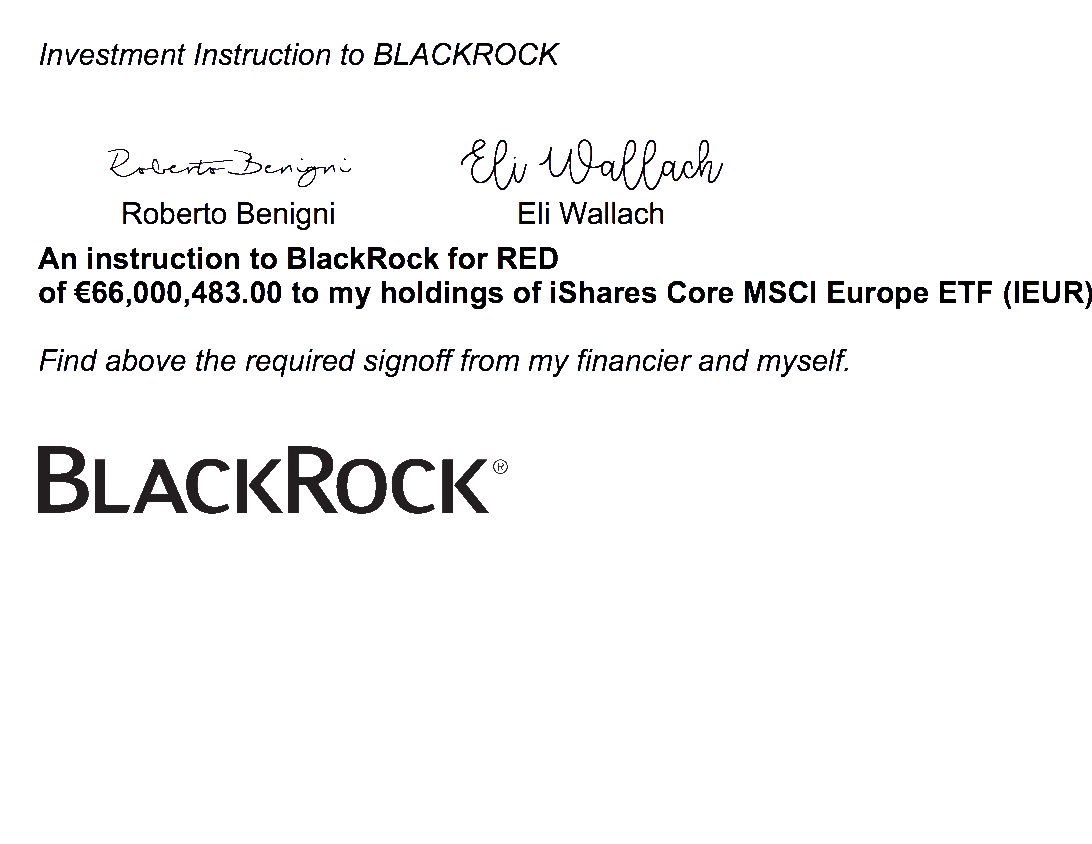 Investment Instruction to BLACKROCK
Roberto Benigni Eli Wallach
Roberto Benigni Eli Wallach
An instruction to BlackRock for RED
of €66,000,483.00 to my holdings of iShares Core MSCI Europe ETF (IEUR)
Find above the required signoff from my financier and myself.
BLACKROCK®